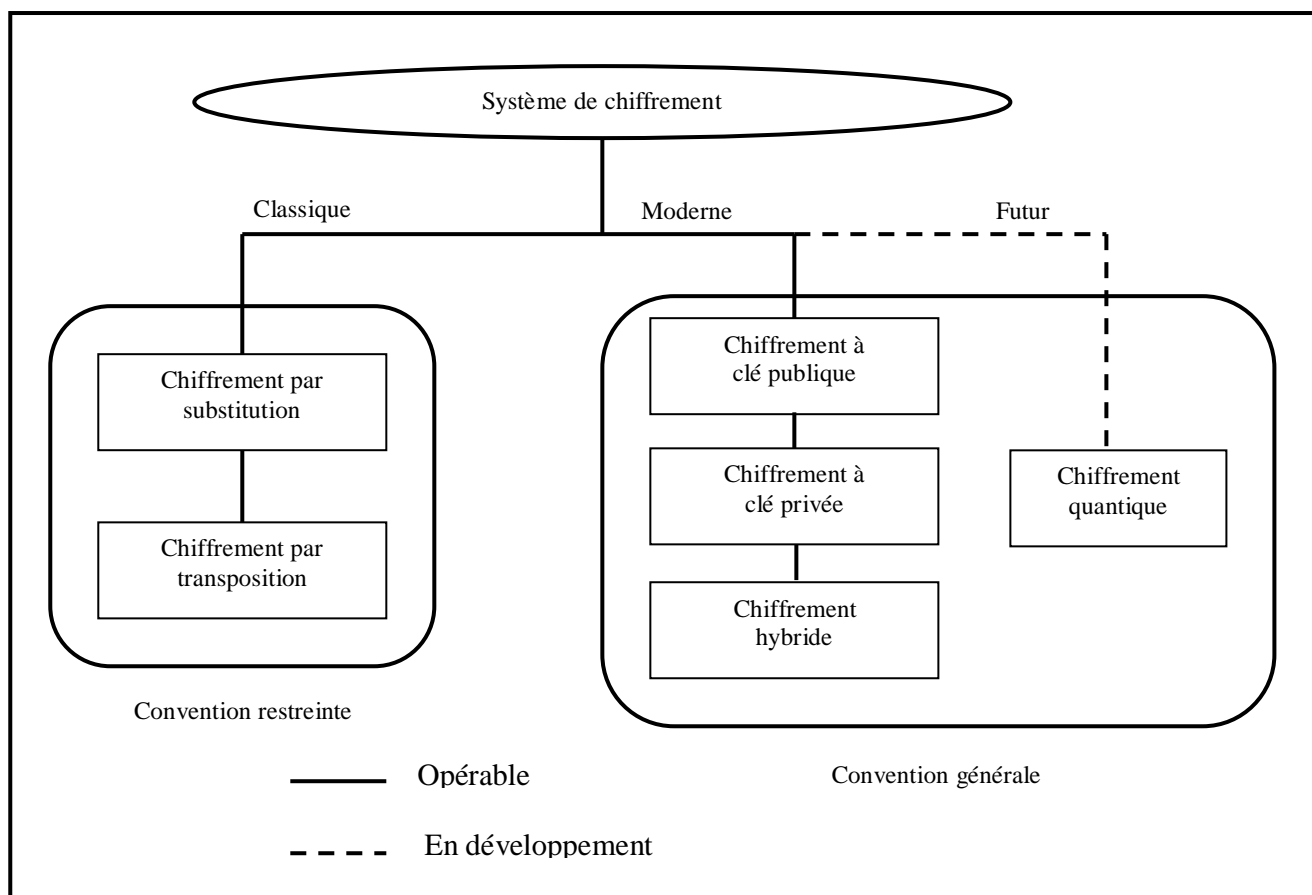 Système de chiffrement
Classique
Moderne
Futur
Chiffrement par
substitution
Chiffrement par
transposition
Convention restreinte
Chiffrement à
clé publique
Chiffrement à
clé privée
Chiffrement
hybride
Chiffrement
quantique
Convention générale
Opérable
En développement